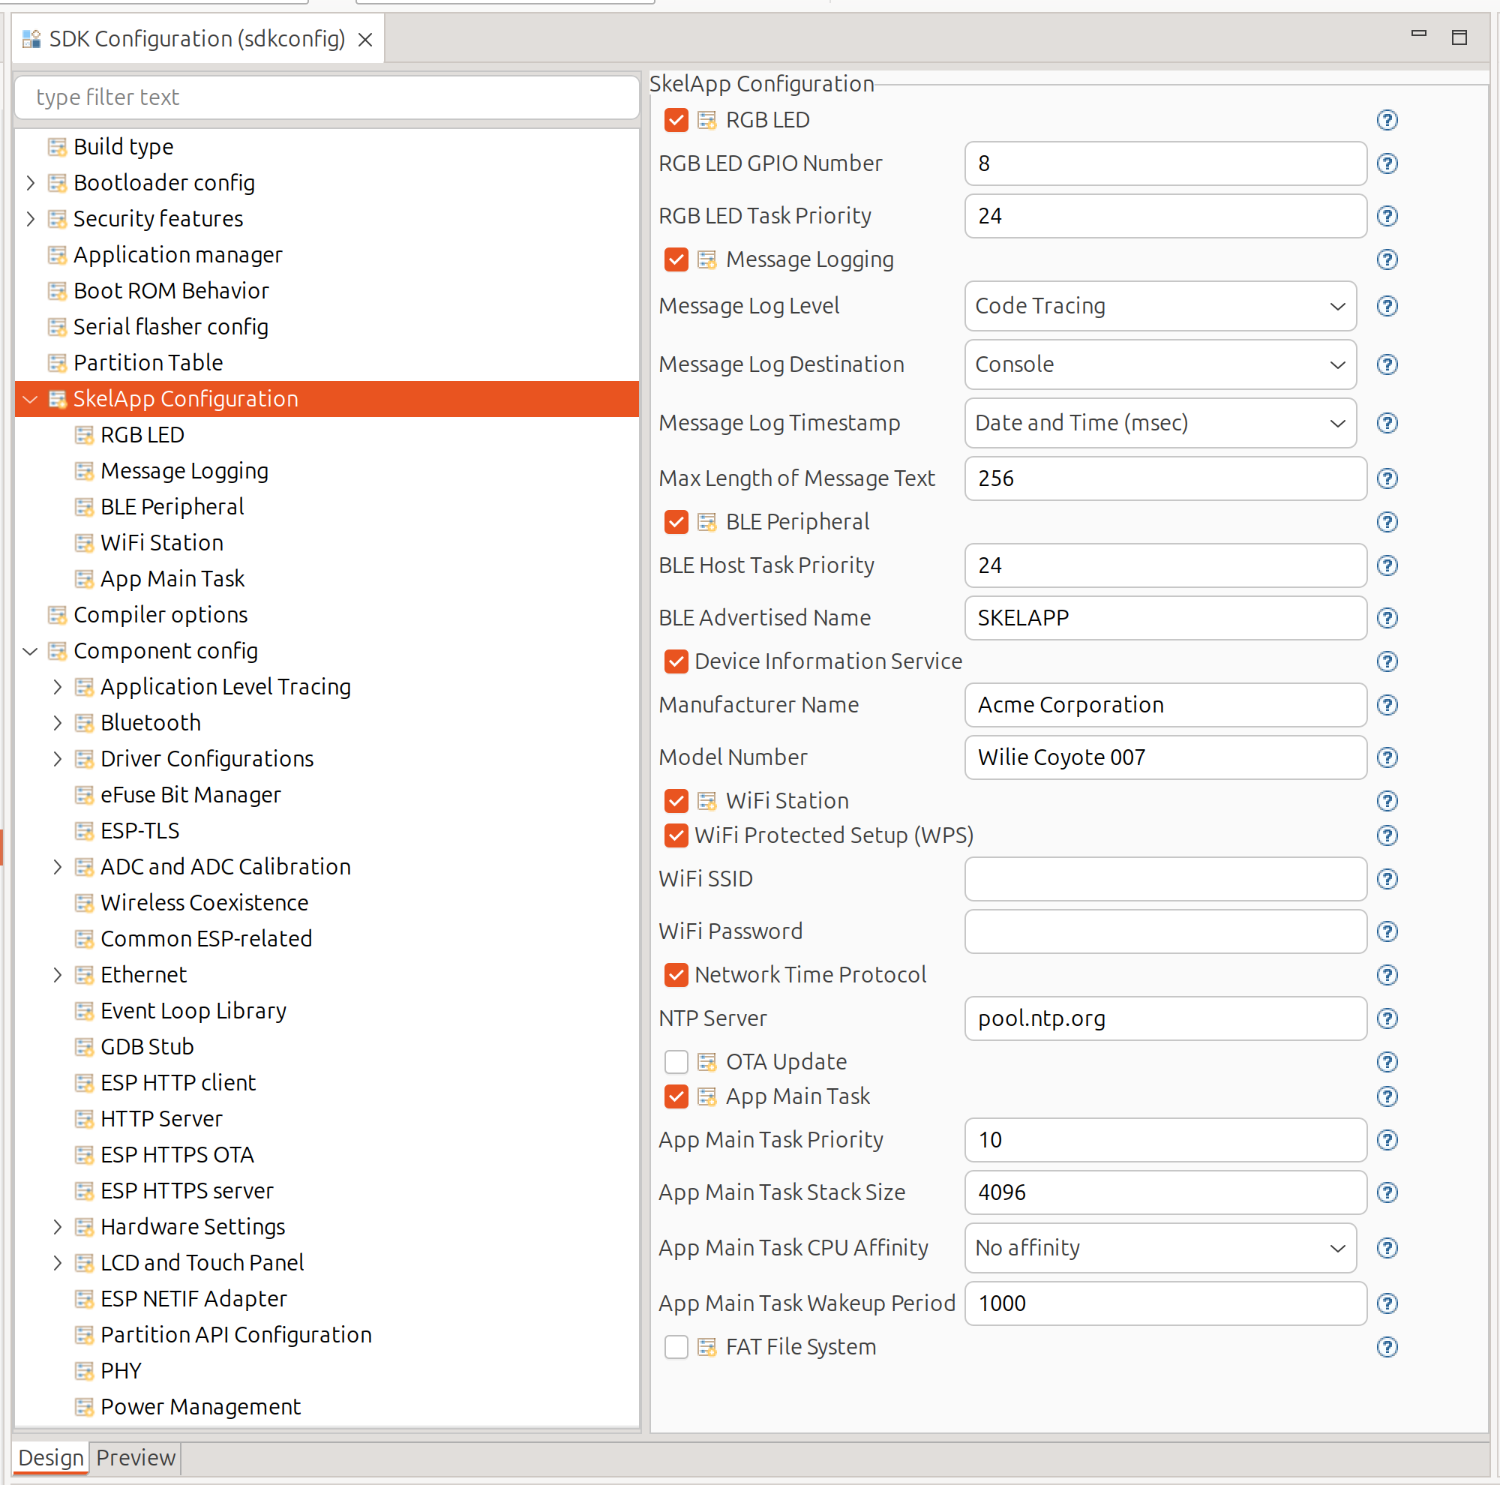 SDK Configuration (sdkconfig)
type filter text
Build type
Bootloader config
Security features
Application manager
Boot ROM Behavior
Serial flasher config
Partition Table
SkelApp Configuration
RGB LED
Message Logging
BLE Peripheral
WiFi Station
App Main Task
Compiler options
Component config
Application Level Tracing
Bluetooth
Driver Configurations
eFuse Bit Manager
ESP-TLS
ADC and ADC Calibration
Wireless Coexistence
Common ESP-related
Ethernet
Event Loop Library
GDB Stub
ESP HTTP client
HTTP Server
ESP HTTPS OTA
ESP HTTPS server
Hardware Settings
LCD and Touch Panel
ESP NETIF Adapter
Partition API Configuration
PHY
Power Management
SkelApp Configuration
RGB LED
RGB LED GPIO Number 8
RGB LED Task Priority 24
Message Logging
Message Log Level Code Tracing
Message Log Destination Console
Message Log Timestamp Date and Time (msec)
Max Length of Message Text 256
BLE Peripheral
BLE Host Task Priority 24
BLE Advertised Name SKELAPP
Device Information Service
Manufacturer Name Acme Corporation
Model Number Wilie Coyote 007
WiFi Station
WiFi Protected Setup (WPS)
WiFi SSID
WiFi Password
Network Time Protocol
NTP Server pool.ntp.org
OTA Update
App Main Task
App Main Task Priority 10
App Main Task Stack Size 4096
App Main Task CPU Affinity No affinity
App Main Task Wakeup Period 1000
FAT File System
Design Preview